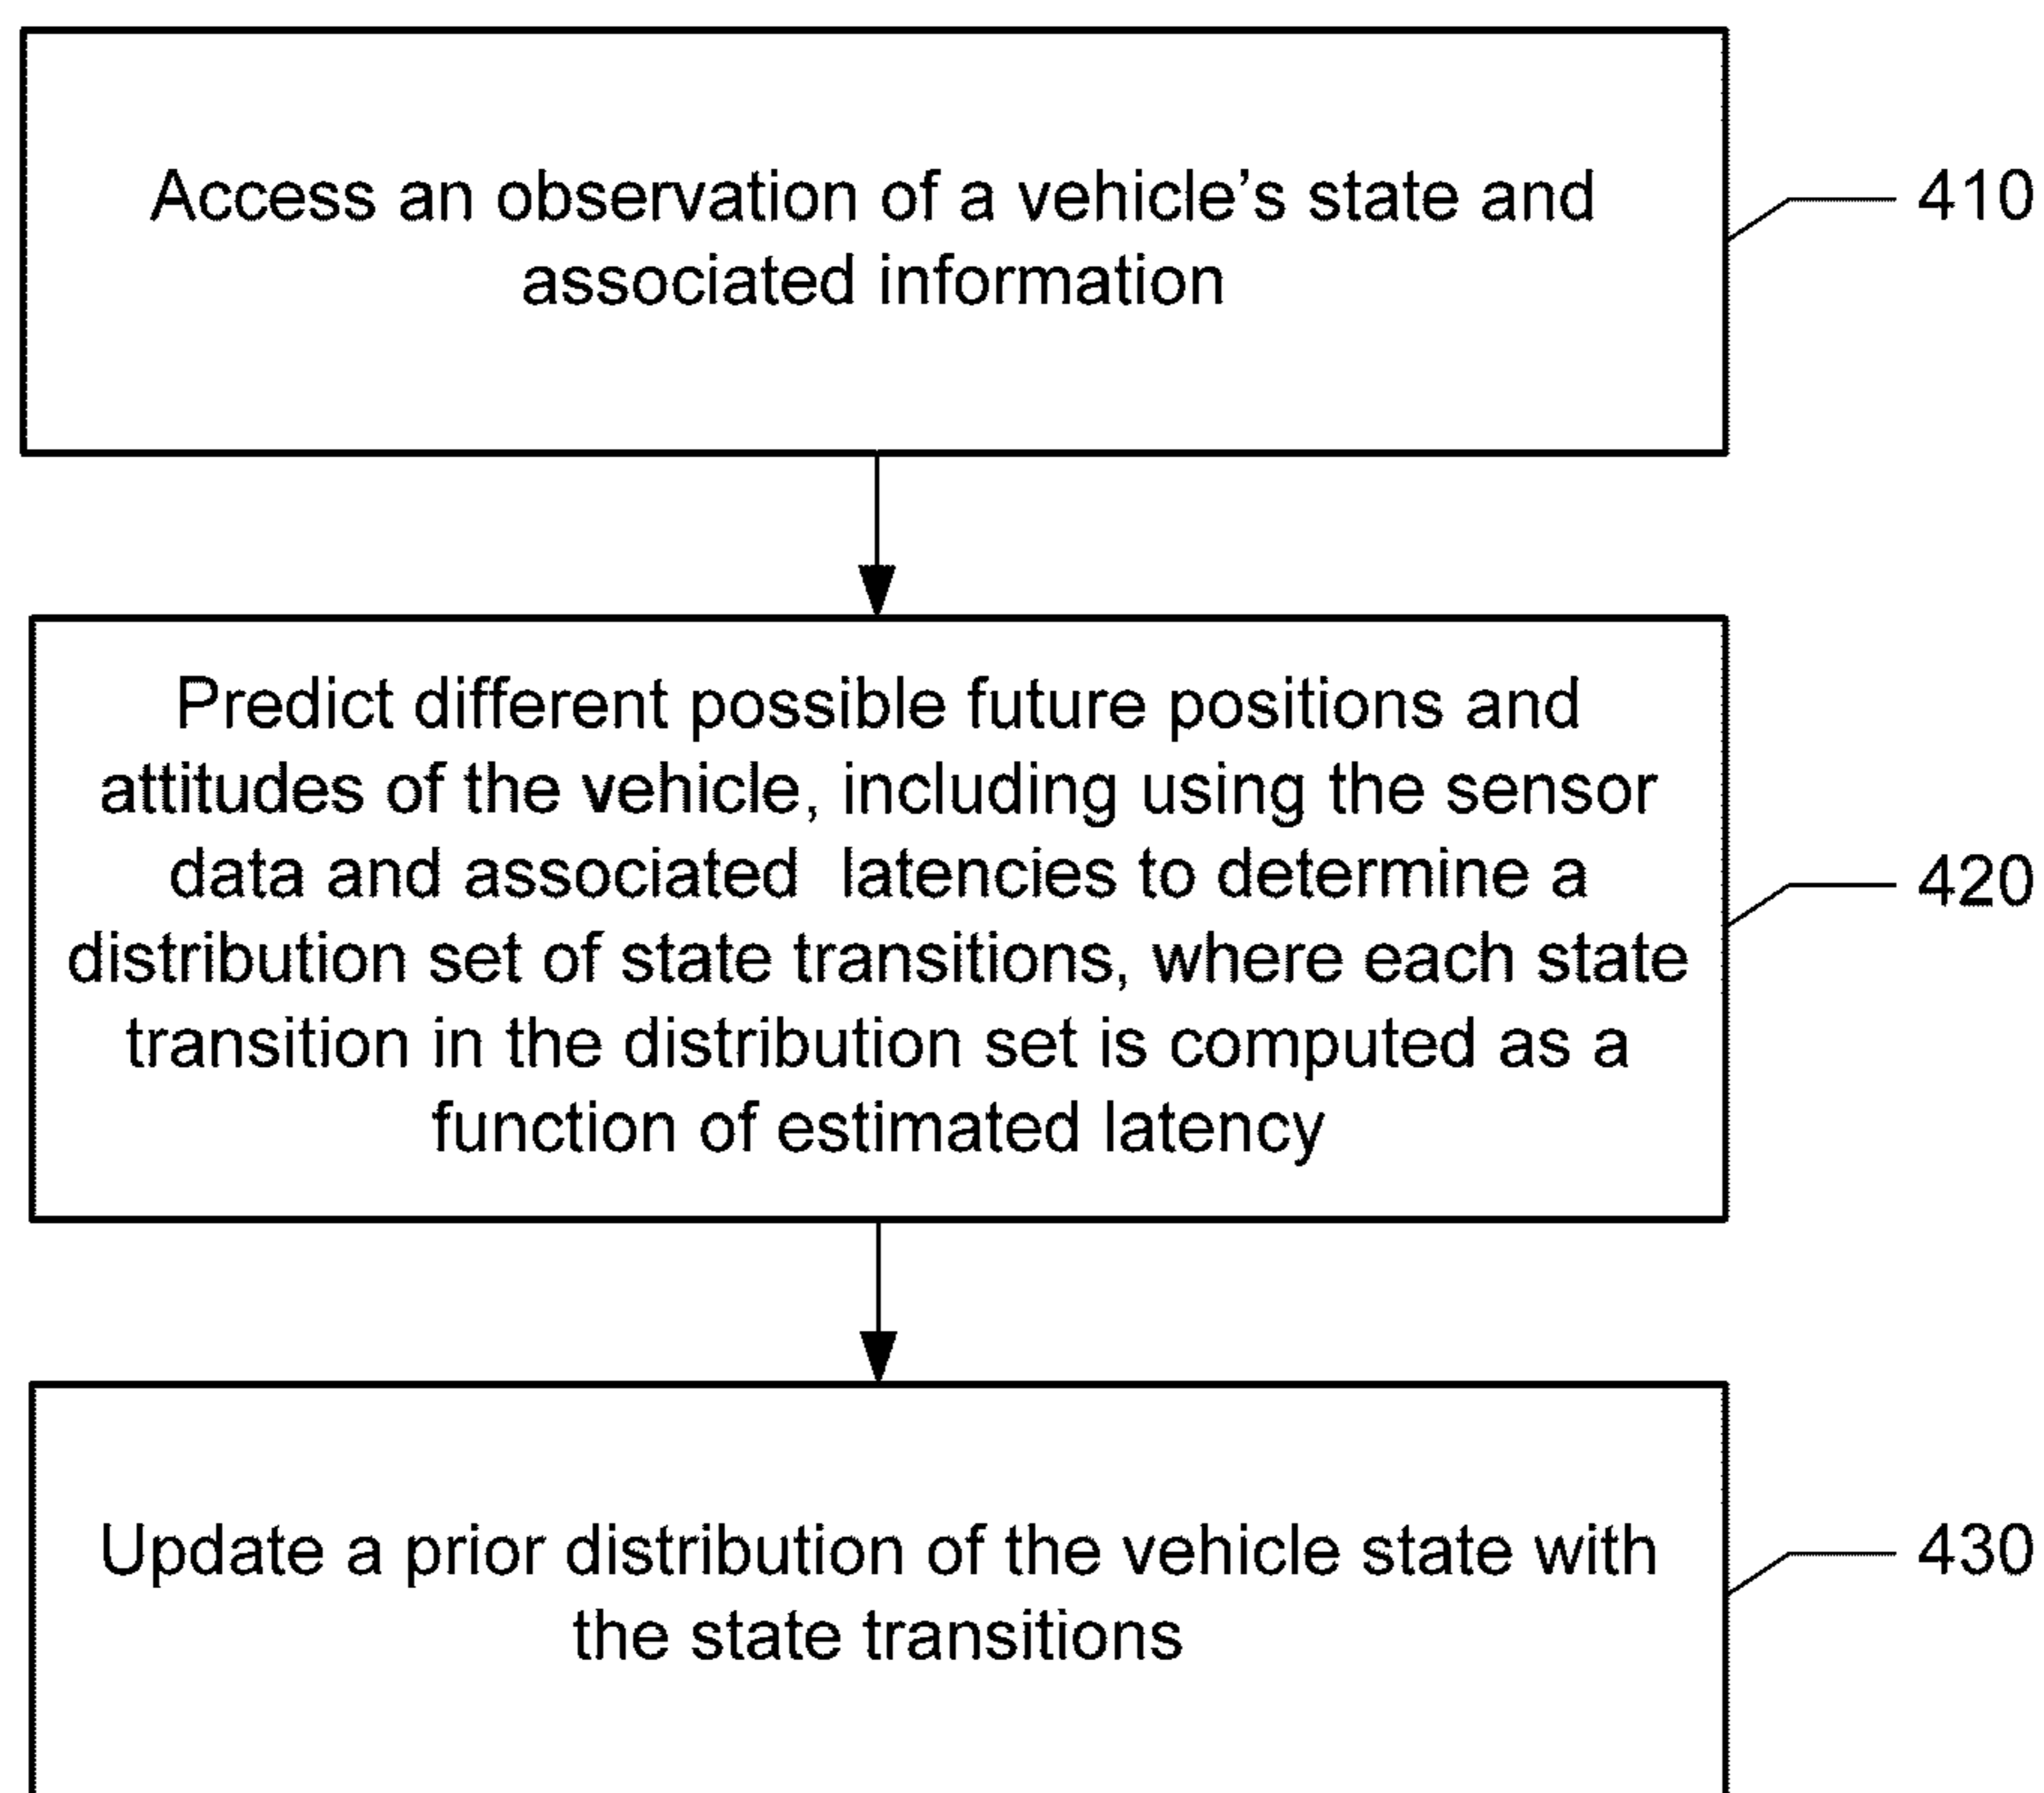 Access an observation of a vehicle’s state and
associated information
410
Predict different possible future positions and
attitudes of the vehicle, including using the sensor
data and associated latencies to determine a
distribution set of state transitions, where each state
transition in the distribution set is computed as a
function of estimated latency
420
Update a prior distribution of the vehicle state with
the state transitions
430